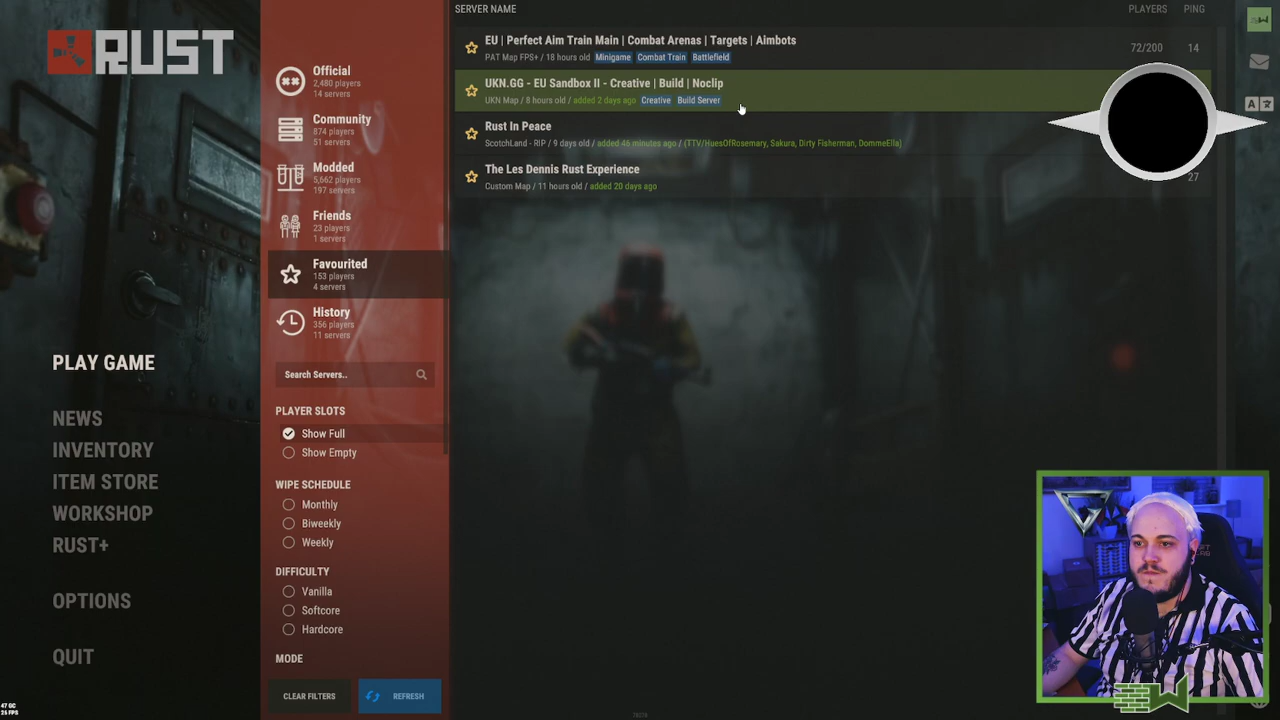 RUST
PLAY GAME
NEWS
INVENTORY
ITEM STORE
WORKSHOP
RUST+
OPTIONS
QUIT
47 GC
25 FPS
Official
2,480 players
14 servers
Community
874 players
51 servers
Modded
5,662 players
197 servers
Friends
23 players
1 servers
Favourited
153 players
4 servers
History
356 players
11 servers
Search Servers..
PLAYER SLOTS
Show Full
Show Empty
WIPE SCHEDULE
Monthly
Biweekly
Weekly
DIFFICULTY
Vanilla
Softcore
Hardcore
MODE
CLEAR FILTERS
REFRESH
SERVER NAME PLAYERS PING
EU | Perfect Aim Train Main | Combat Arenas | Targets | Aimbots 72/200 14
PAT Map FPS+ / 18 hours old / Minigame Combat Train Battlefield
UKN.GG - EU Sandbox II - Creative | Build | Noclip
UKN Map / 8 hours old / added 2 days ago Creative Build Server
Rust In Peace
ScotchLand - RIP / 9 days old / added 46 minutes ago / (TTV/HuesOfRosemary, Sakura, Dirty Fisherman, DommeElla)
The Les Dennis Rust Experience 27
Custom Map / 11 hours old / added 20 days ago